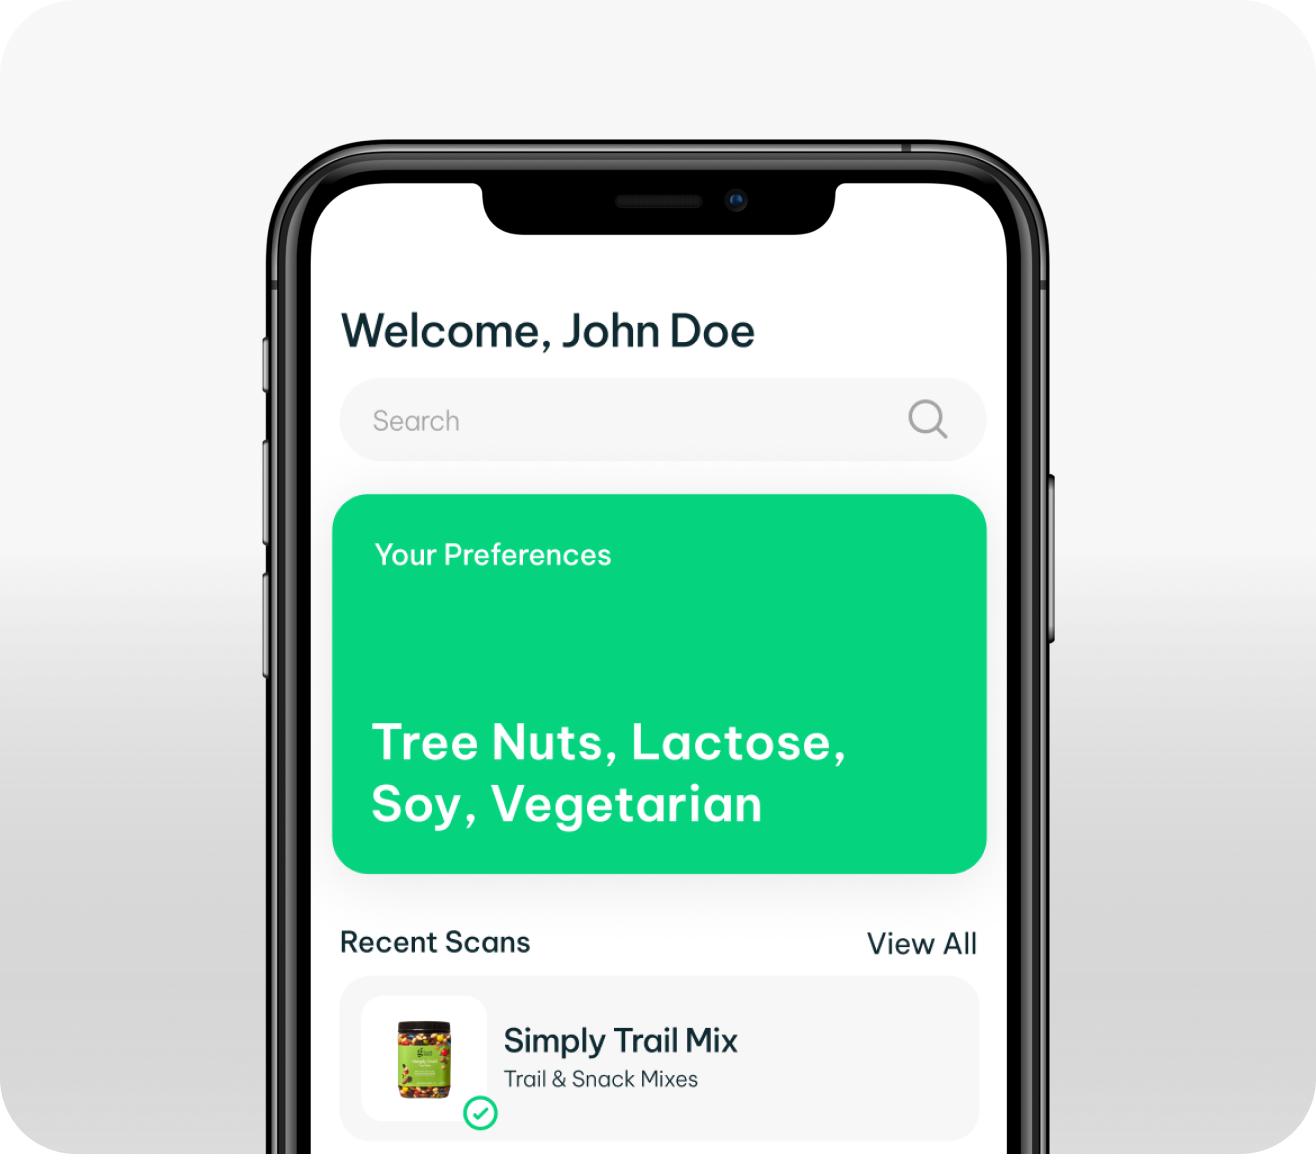 Welcome, John Doe
Search
Your Preferences
Tree Nuts, Lactose,
Soy, Vegetarian
Recent Scans
View All
Simply Trail Mix
Trail & Snack Mixes